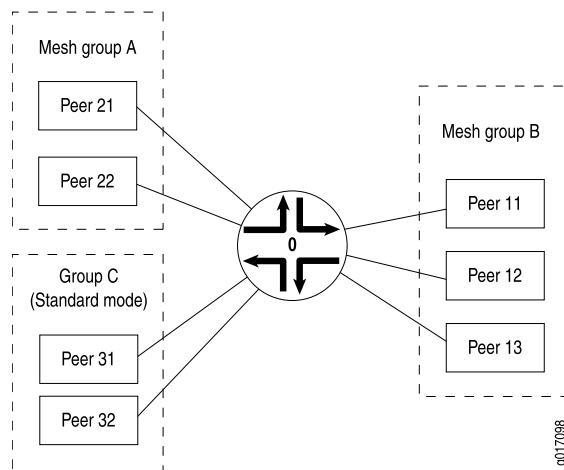 Mesh group A
Peer 21
Peer 22
Group C
(Standard mode)
Peer 31
Peer 32
0
Mesh group B
Peer 11
Peer 12
Peer 13
g017098